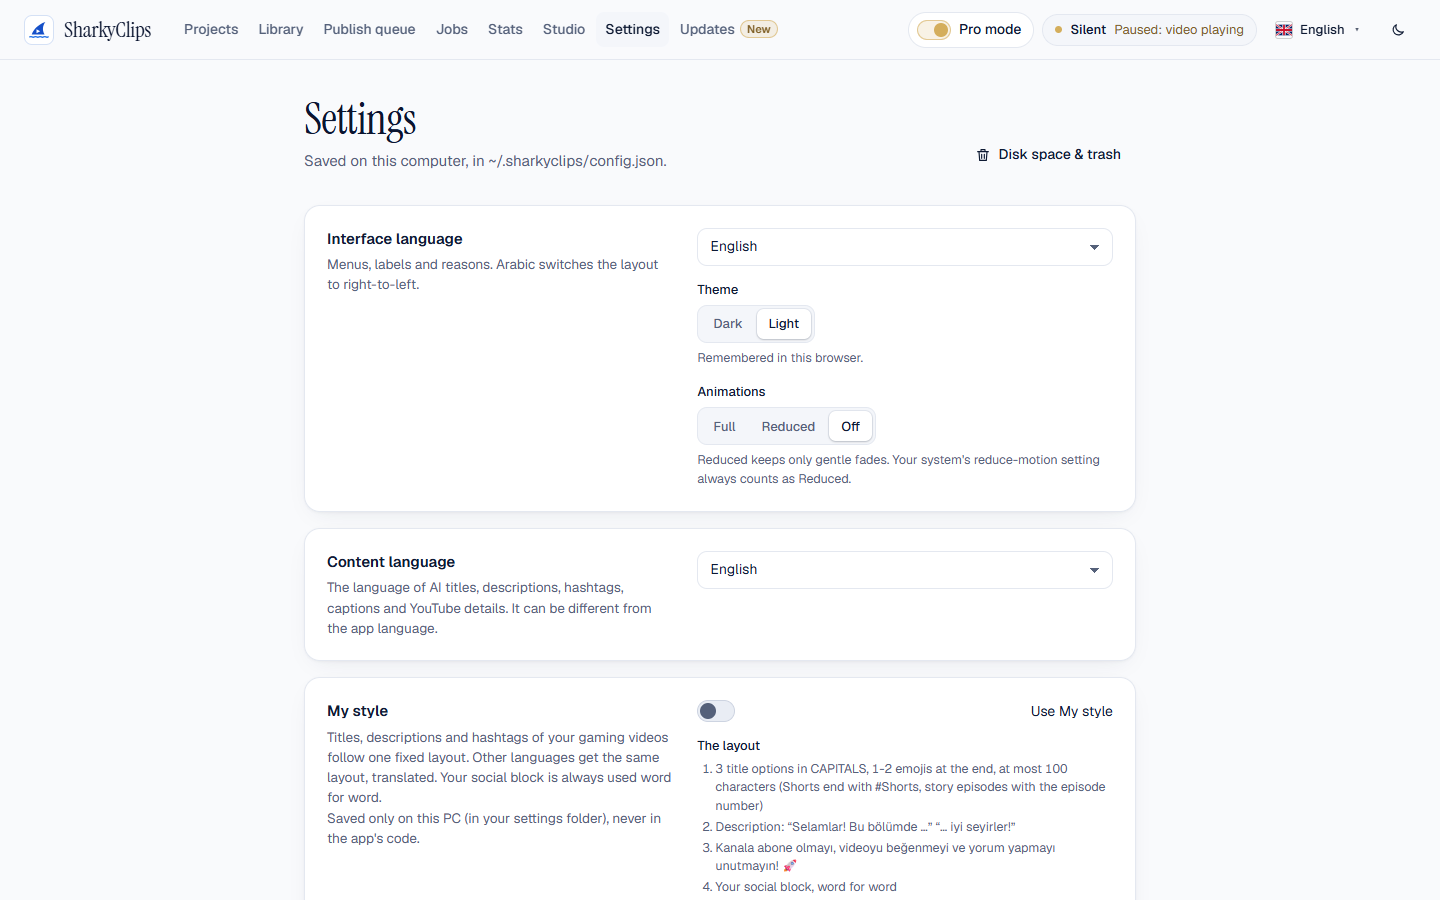 SharkyClips
Projects
Library
Publish queue
Jobs
Stats
Studio
Settings
Updates
New
Pro mode
Silent
Paused: video playing
English
Settings
Saved on this computer, in ~/.sharkyclips/config.json.
Disk space & trash
Interface language
Menus, labels and reasons. Arabic switches the layout
to right-to-left.
English
Theme
Dark
Light
Remembered in this browser.
Animations
Full
Reduced
Off
Reduced keeps only gentle fades. Your system's reduce-motion setting
always counts as Reduced.
Content language
The language of AI titles, descriptions, hashtags,
captions and YouTube details. It can be different from
the app language.
English
My style
Titles, descriptions and hashtags of your gaming videos
follow one fixed layout. Other languages get the same
layout, translated. Your social block is always used word
for word.
Saved only on this PC (in your settings folder), never in
the app's code.
Use My style
The layout
1. 3 title options in CAPITALS, 1-2 emojis at the end, at most 100
characters (Shorts end with #Shorts, story episodes with the episode
number)
2. Description: “Selamlar! Bu bölümde …” “… iyi seyirler!”
3. Kanala abone olmayı, videoyu beğenmeyi ve yorum yapmayı
unutmayın! 🚀
4. Your social block, word for word